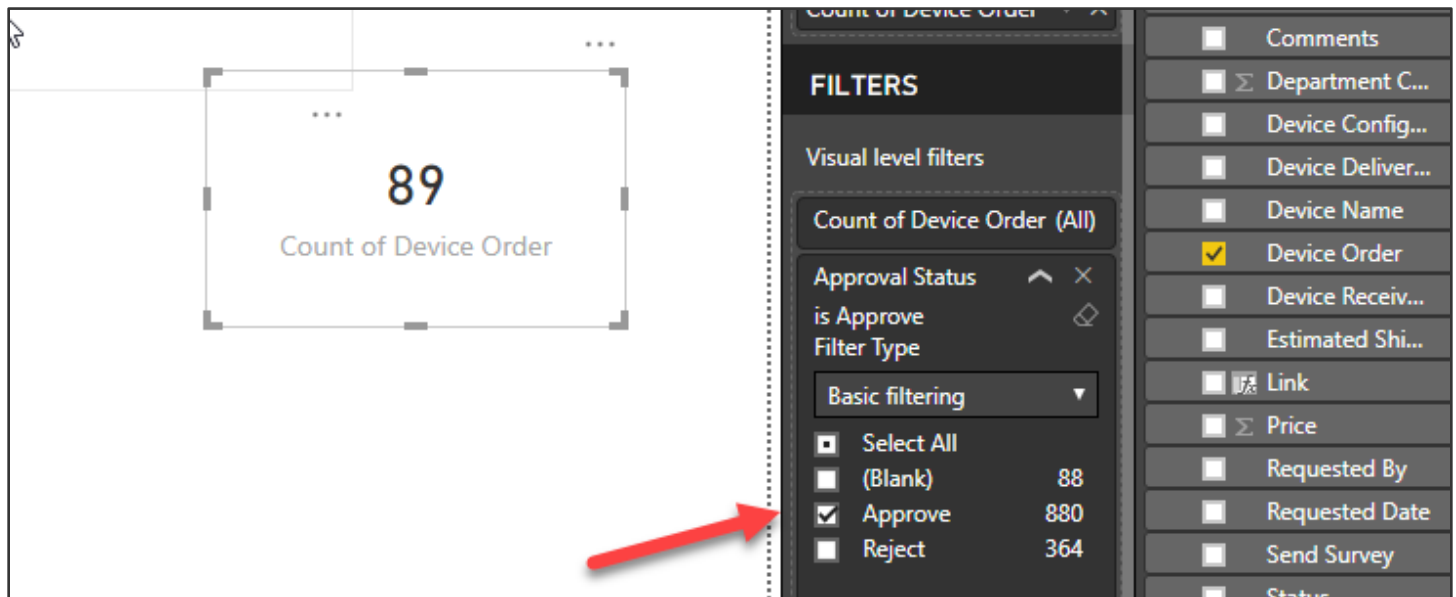 89
Count of Device Order
Count of Device Order
FILTERS
Visual level filters
Count of Device Order (All)
Approval Status
is Approve
Filter Type
Basic filtering
Select All
(Blank) 88
Approve 880
Reject 364
Comments
Department C...
Device Config...
Device Deliver...
Device Name
Device Order
Device Receiv...
Estimated Shi...
Link
Price
Requested By
Requested Date
Send Survey
Status